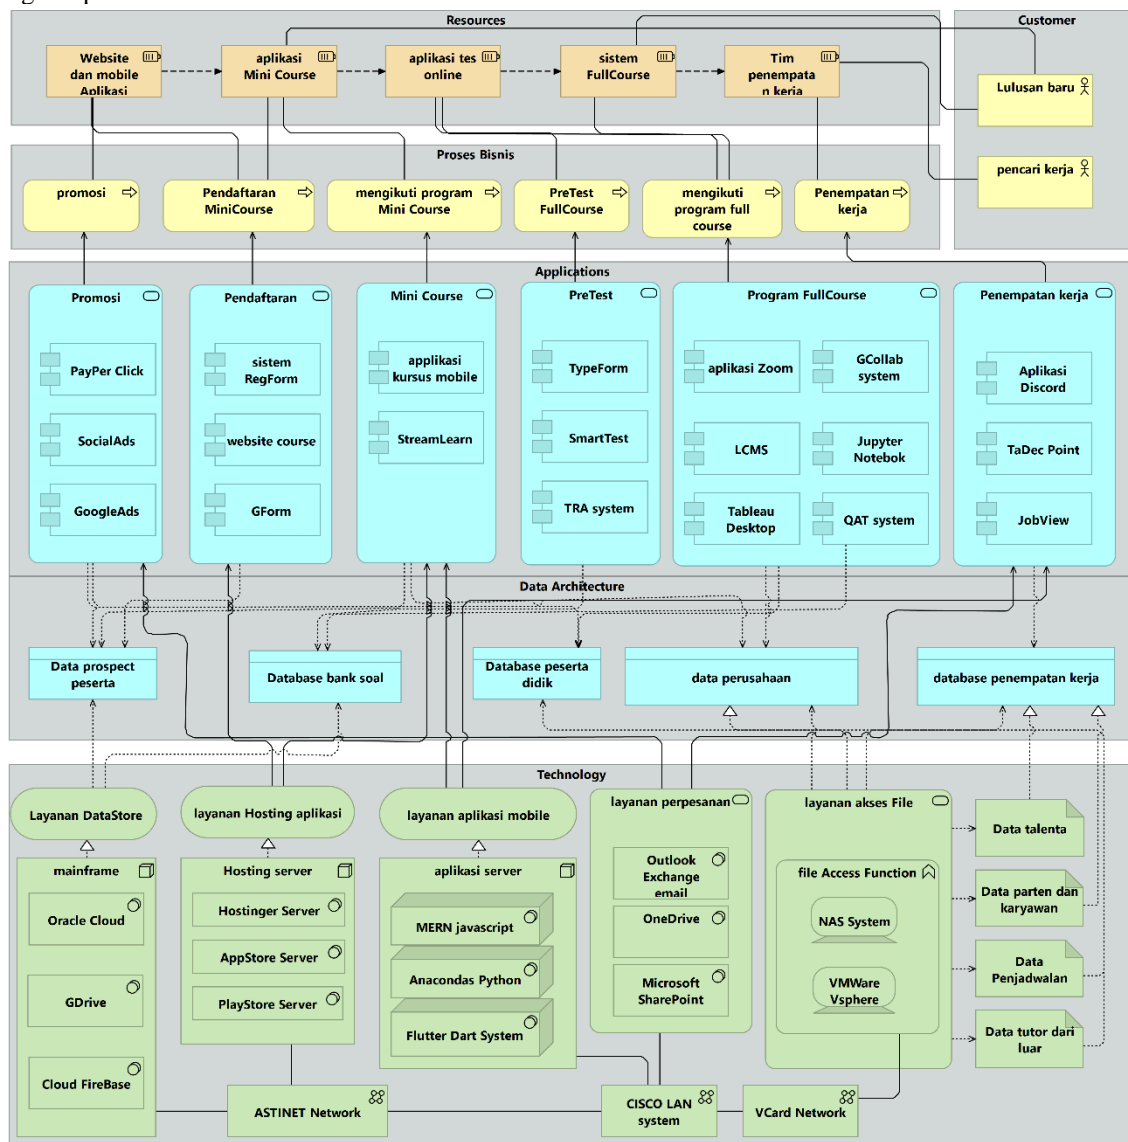 Resources
Customer
Website
dan mobile
Aplikasi
aplikasi
Mini Course
aplikasi tes
online
sistem
FullCourse
Tim
penempata
n kerja
Lulusan baru
pencari kerja
Proses Bisnis
promosi
Pendaftaran
MiniCourse
mengikuti program
Mini Course
PreTest
FullCourse
mengikuti
program full
course
Penempatan
kerja
Applications
Promosi
PayPer Click
SocialAds
GoogleAds
Pendaftaran
sistem
RegForm
website course
GForm
Mini Course
applikasi
kursus mobile
StreamLearn
PreTest
TypeForm
SmartTest
TRA system
Program FullCourse
aplikasi Zoom
GCollab
system
LCMS
Jupyter
Notebok
Tableau
Desktop
QAT system
Penempatan kerja
Aplikasi
Discord
TaDec Point
JobView
Data Architecture
Data prospect
peserta
Database bank soal
Database peserta
didik
data perusahaan
database penempatan kerja
Technology
Layanan DataStore
layanan Hosting aplikasi
layanan aplikasi mobile
layanan perpesanan
layanan akses File
mainframe
Oracle Cloud
GDrive
Cloud FireBase
Hosting server
Hostinger Server
AppStore Server
PlayStore Server
aplikasi server
MERN javascript
Anacondas Python
Flutter Dart System
Outlook
Exchange
email
OneDrive
Microsoft
SharePoint
file Access Function
NAS System
VMWare
Vsphere
Data talenta
Data parten dan
karyawan
Data
Penjadwalan
Data tutor dari
luar
ASTINET Network
CISCO LAN
system
VCard Network